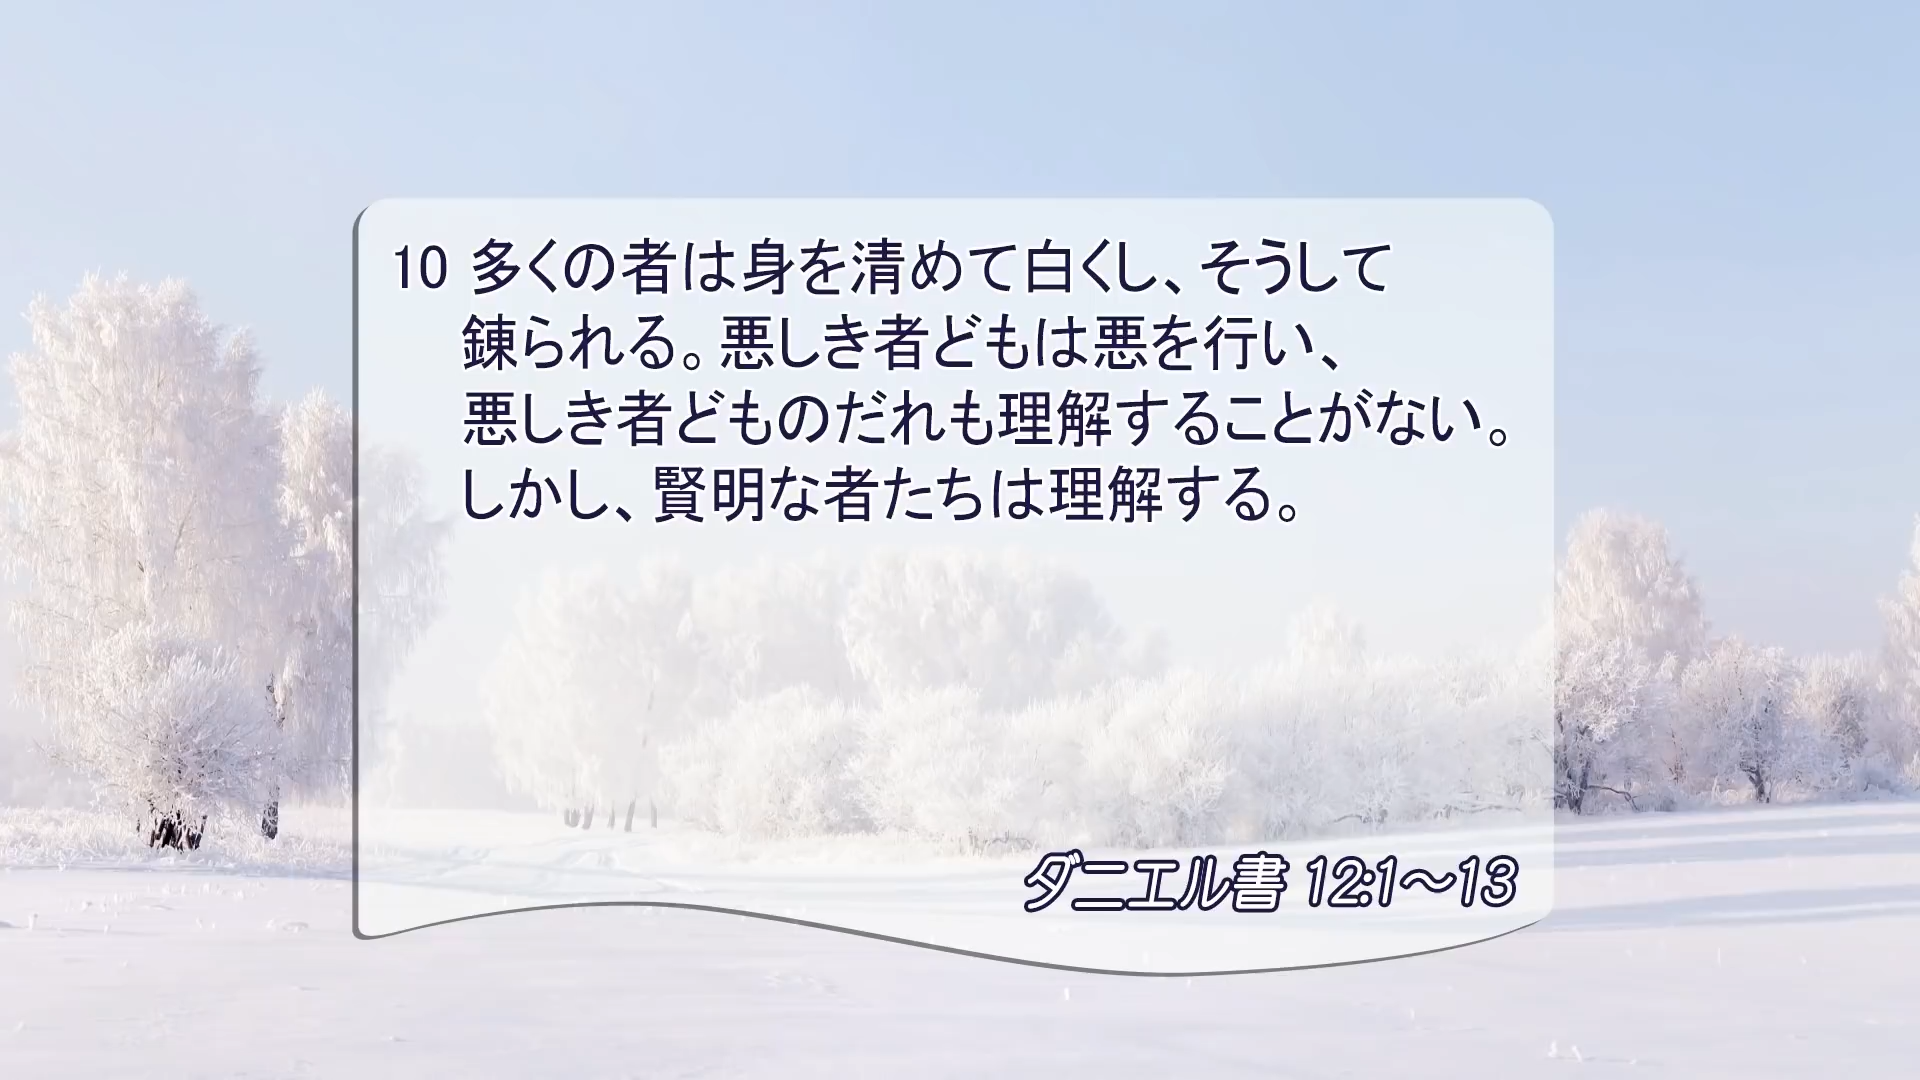 10 多くの者は身を清めて白くし、そうして
錬られる。悪しき者どもは悪を行い、
悪しき者どものだれも理解することがない。
しかし、賢明な者たちは理解する。
ダニエル書 12:1〜13